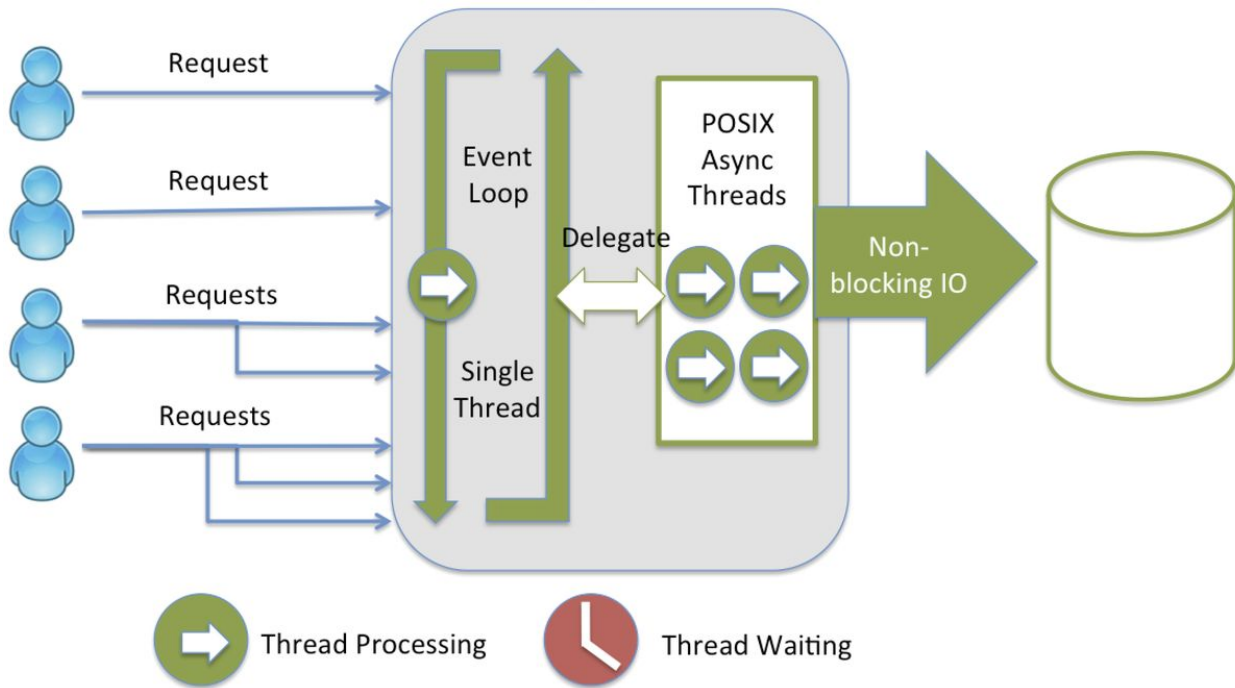 Request
Request
Requests
Requests
Event
Loop
Single
Thread
Delegate
POSIX
Async
Threads
Non-
blocking IO
Thread Processing
Thread Waiting